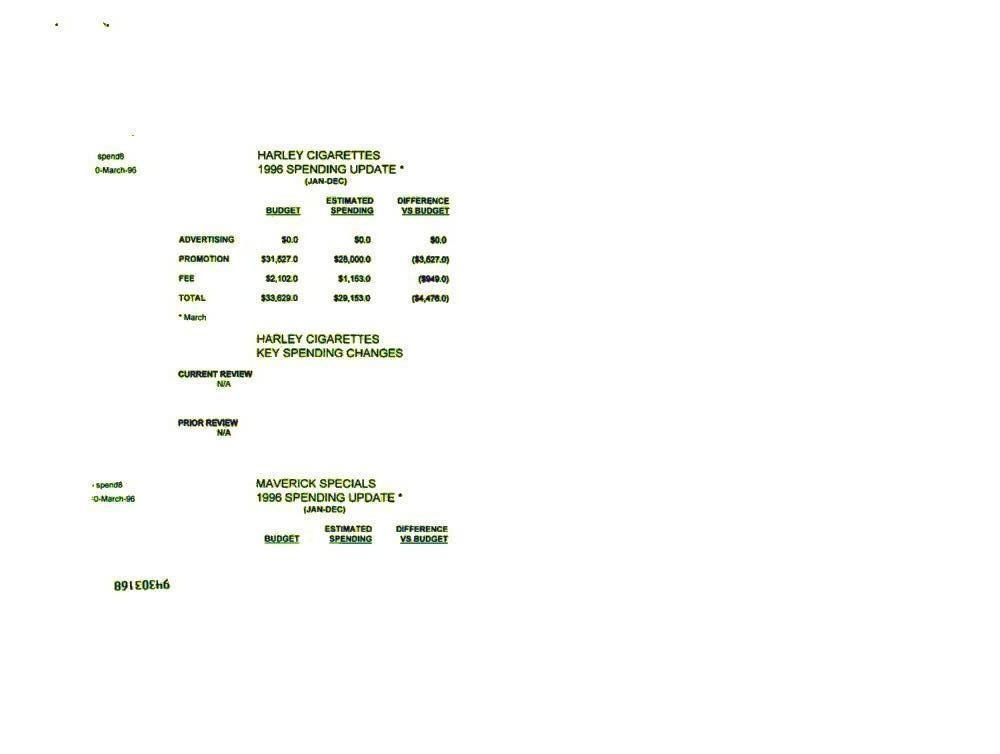 spend8 HARLEY CIGARETTES
0-March-96 1996 SPENDING UPDATE *
(JAN-DEC)
ESTIMATED DIFFERENCE
BUDGET SPENDING VS BUDGET
ADVERTISING $0.0 $0.0 $0.0
PROMOTION $31,527.0 $28,000.0 ($3,527.0)
FEE $2,102.0 $1,153.0 ($949.0)
TOTAL $33,629.0 $29,153.0 ($4,476.0)
* March
HARLEY CIGARETTES
KEY SPENDING CHANGES
CURRENT REVIEW
N/A
PRIOR REVIEW
N/A
spend8 MAVERICK SPECIALS
0-March-96 1996 SPENDING UPDATE *
(JAN-DEC)
ESTIMATED DIFFERENCE
BUDGET SPENDING VS BUDGET
94303168